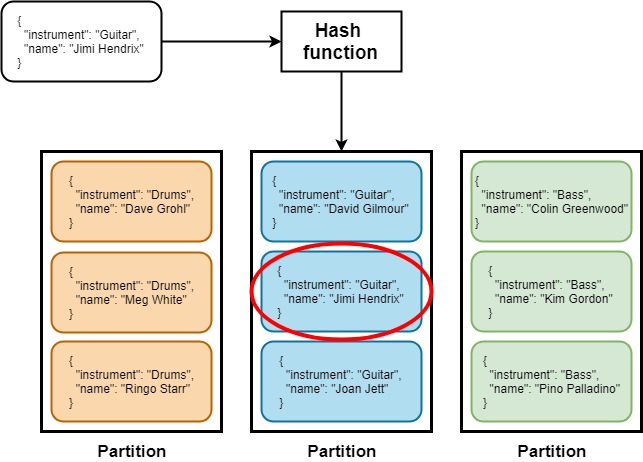 {
"instrument": "Guitar",
"name": "Jimi Hendrix"
}
Hash
function
{
"instrument": "Drums",
"name": "Dave Grohl"
}
{
"instrument": "Drums",
"name": "Meg White"
}
{
"instrument": "Drums",
"name": "Ringo Starr"
}
Partition
{
"instrument": "Guitar",
"name": "David Gilmour"
}
{
"instrument": "Guitar",
"name": "Jimi Hendrix"
}
{
"instrument": "Guitar",
"name": "Joan Jett"
}
Partition
{
"instrument": "Bass",
"name": "Colin Greenwood"
}
{
"instrument": "Bass",
"name": "Kim Gordon"
}
{
"instrument": "Bass",
"name": "Pino Palladino"
}
Partition